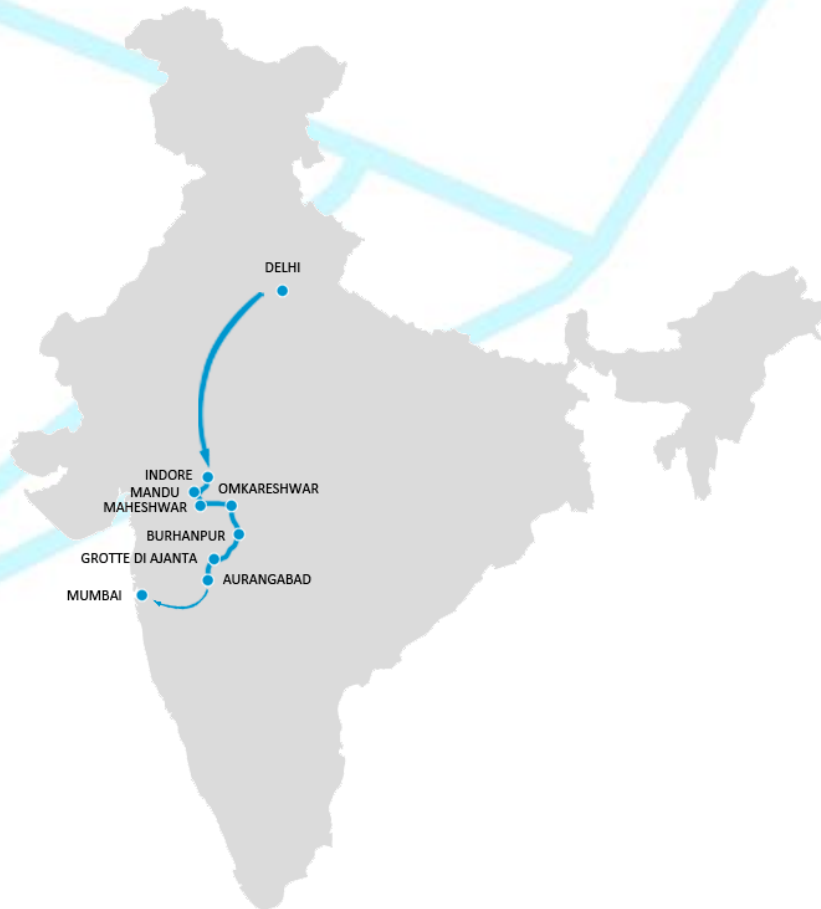 DELHI
INDORE
OMKARESHWAR
MANDU
MAHESHWAR
BURHANPUR
GROTTE DI AJANTA
AURANGABAD
MUMBAI